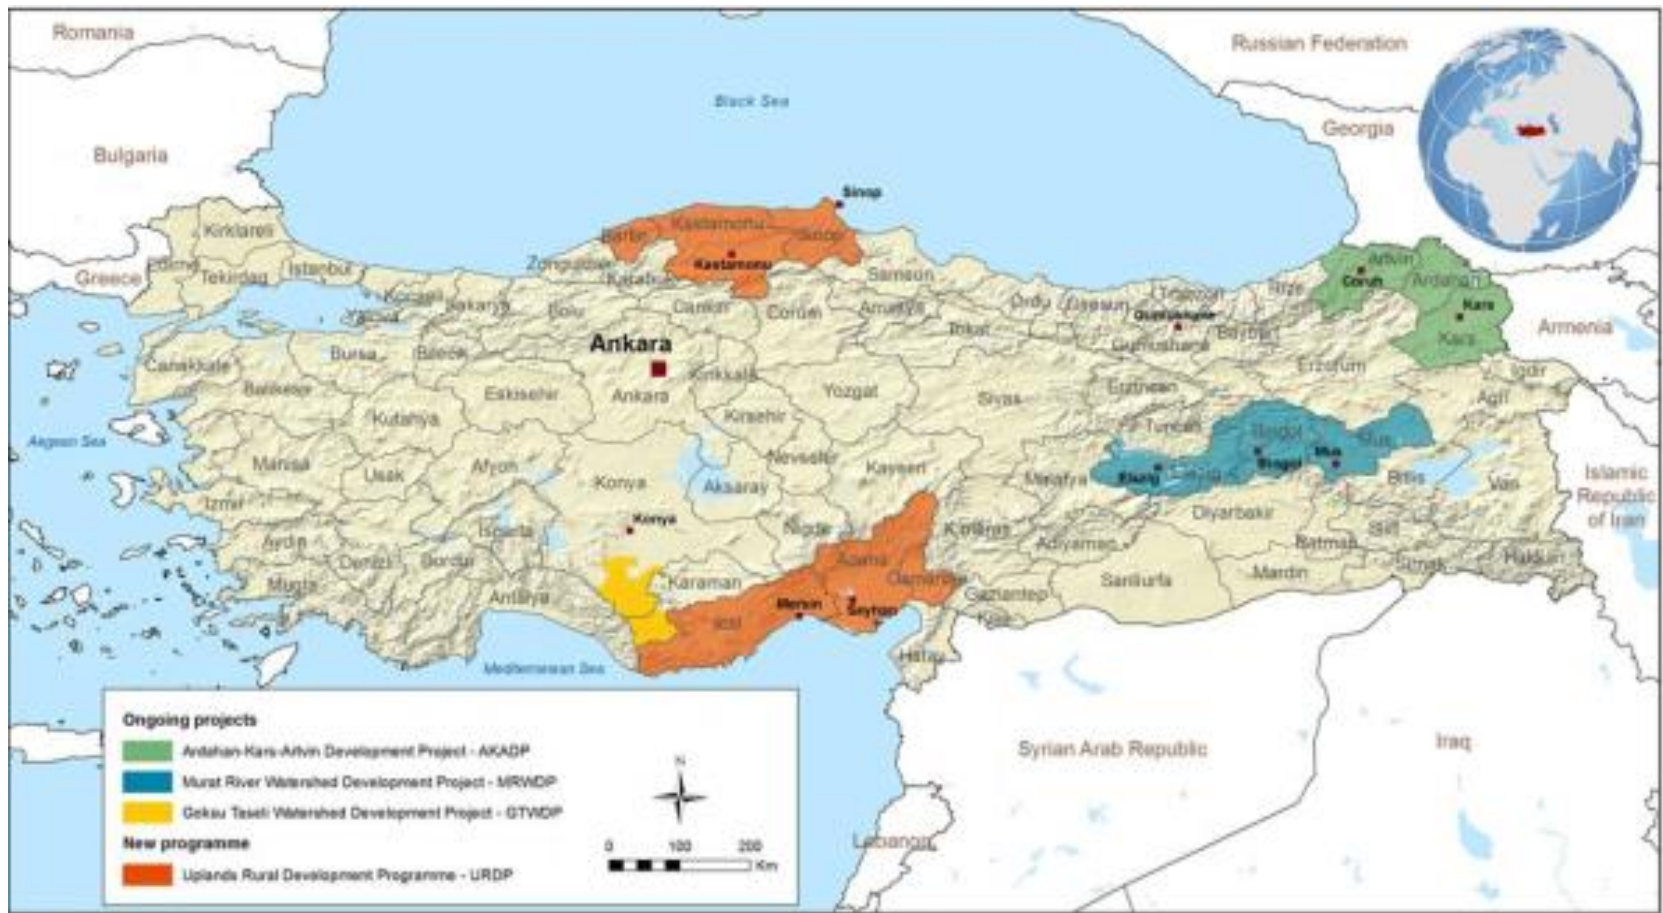 Romania
Russian Federation
Black Sea
Georgia
Bulgaria
Sinop
Kirklareli
Kastamonu
Bartin
Sinop
Artvin
Greece
Edirne
Tekirdag
Istanbul
Zonguldak
Kastamonu
Karabuk
Samsun
Coruh
Ardahan
Kocaeli
Sakarya
Bolu
Cankiri
Corum
Amasya
Ordu
Giresun
Trabzon
Rize
Kars
Yalova
Tokat
Gumushane
Bayburt
Armenia
Ankara
Canakkale
Bursa
Bilecik
Gumushane
Kars
Balikesir
Eskisehir
Ankara
Kirikkale
Yozgat
Sivas
Erzincan
Erzurum
Igdir
Kutahya
Kirsehir
Agri
Aegean Sea
Tunceli
Bingol
Mus
Manisa
Usak
Afyon
Nevsehir
Kayseri
Bingol
Mus
Konya
Aksaray
Malatya
Elazig
Bitlis
Van
Islamic
Republic
of Iran
Izmir
Konya
Isparta
Nigde
K.maras
Diyarbakir
Siirt
Aydin
Adiyaman
Batman
Denizli
Burdur
Karaman
Adana
Osmaniye
Sirnak
Hakkari
Mugla
Antalya
Gaziantep
Sanliurfa
Mardin
Mersin
Seyhan
Icel
Kilis
Hatay
Mediterranean Sea
Ongoing projects
Ardahan-Kars-Artvin Development Project - AKADP
Murat River Watershed Development Project - MRWDP
Goksu Taseli Watershed Development Project - GTWDP
New programme
Uplands Rural Development Programme - URDP
N
0 100 200
Km
Syrian Arab Republic
Iraq
Lebanon